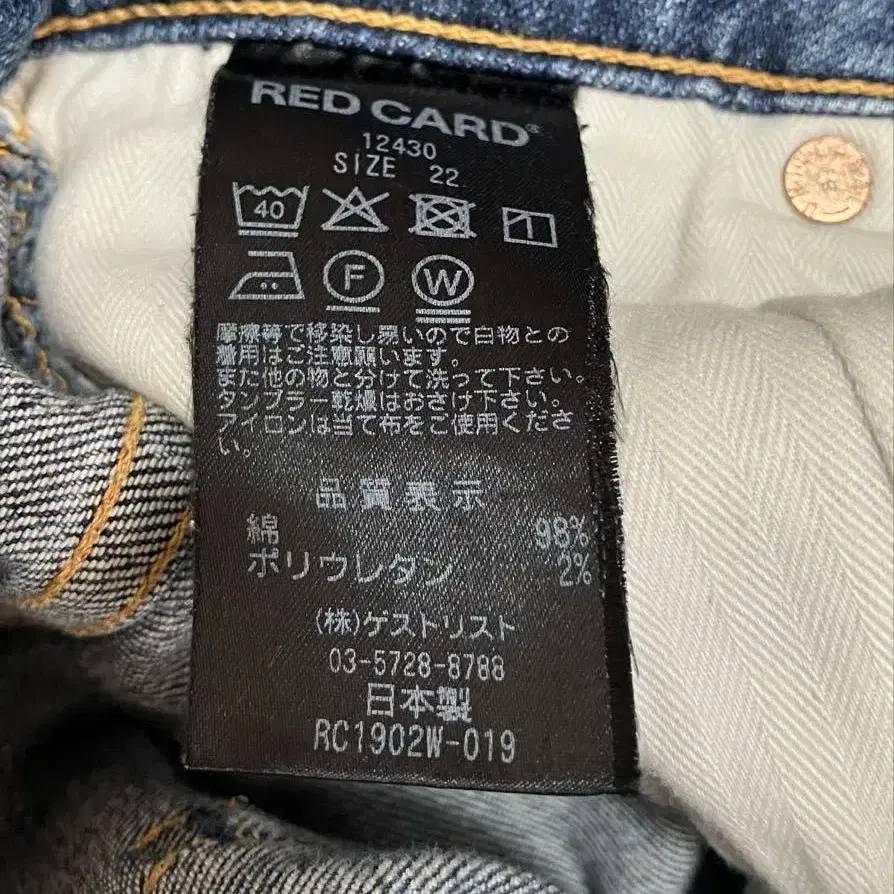 RED CARD®
12430
SIZE 22
40
F W
摩擦等で移染し易いので白物との
着用はご注意願います。
また他の物と分けて洗って下さい。
タンブラー乾燥はおさけ下さい。
アイロンは当て布をご使用くださ
い。
品質表示
綿 98%
ポリウレタン 2%
(株)ゲストリスト
03-5728-8788
日本製
RC1902W-019